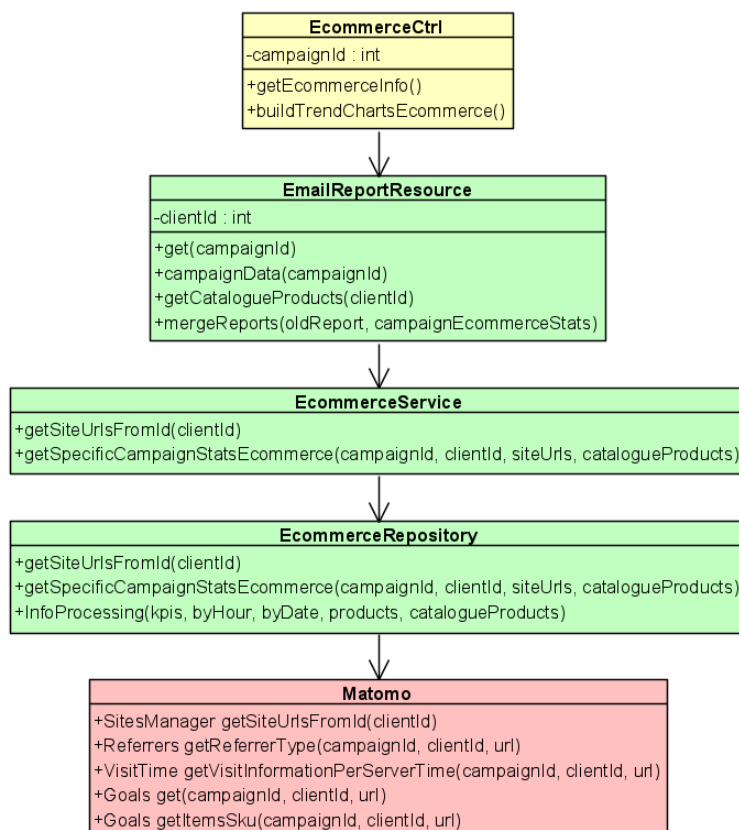 EcommerceCtrl
-campaignId : int
+getEcommerceInfo()
+buildTrendChartsEcommerce()
EmailReportResource
-clientId : int
+get(campaignId)
+campaignData(campaignId)
+getCatalogueProducts(clientId)
+mergeReports(oldReport, campaignEcommerceStats)
EcommerceService
+getSiteUrlsFromId(clientId)
+getSpecificCampaignStatsEcommerce(campaignId, clientId, siteUrls, catalogueProducts)
EcommerceRepository
+getSiteUrlsFromId(clientId)
+getSpecificCampaignStatsEcommerce(campaignId, clientId, siteUrls, catalogueProducts)
+InfoProcessing(kpis, byHour, byDate, products, catalogueProducts)
Matomo
+SitesManager getSiteUrlsFromId(clientId)
+Referrers getReferrerType(campaignId, clientId, url)
+VisitTime getVisitInformationPerServerTime(campaignId, clientId, url)
+Goals get(campaignId, clientId, url)
+Goals getItemsSku(campaignId, clientId, url)